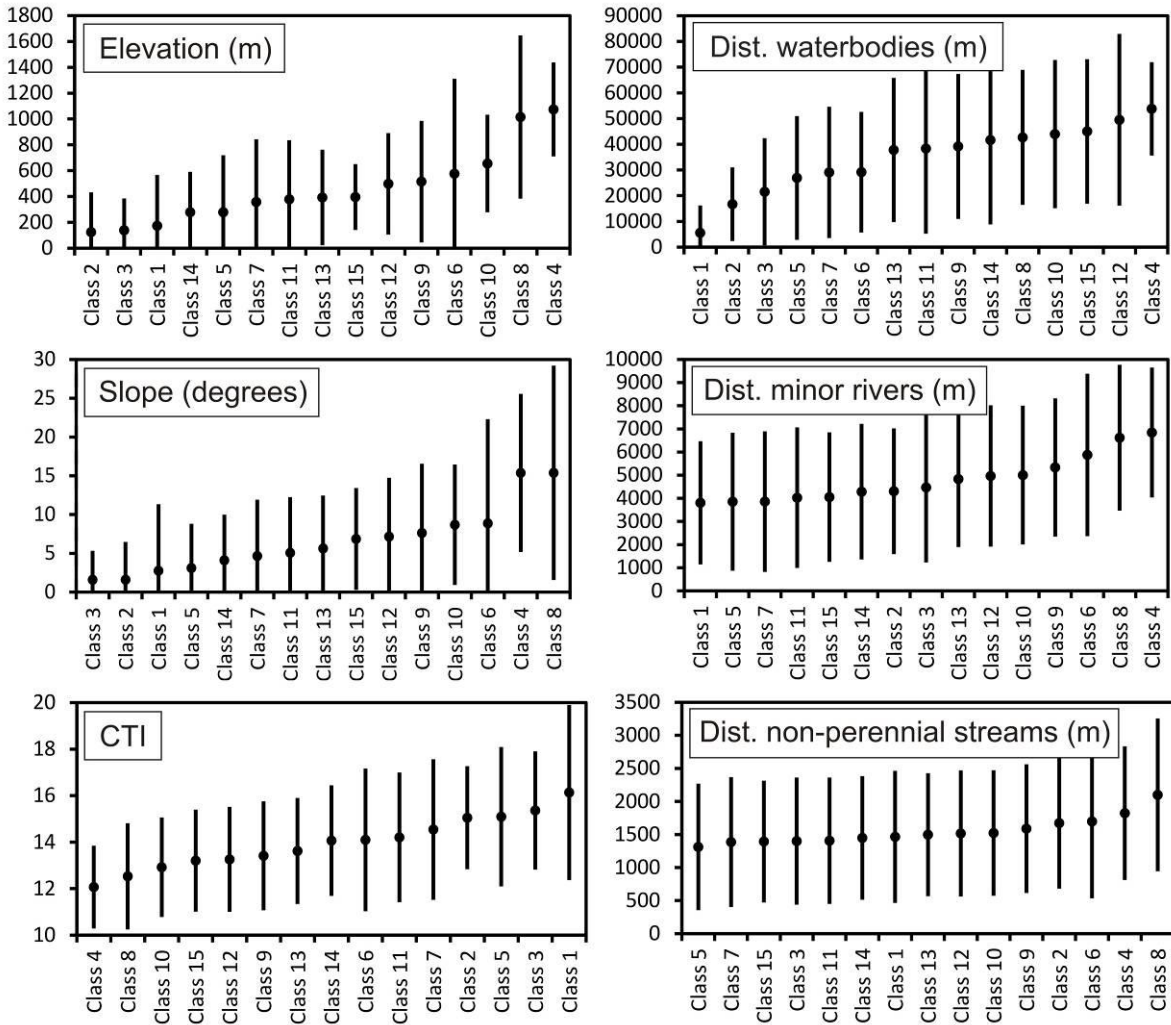 Elevation (m)
1800
1600
1400
1200
1000
800
600
400
200
0
Class 2
Class 3
Class 1
Class 14
Class 5
Class 7
Class 11
Class 13
Class 15
Class 12
Class 9
Class 6
Class 10
Class 8
Class 4
Dist. waterbodies (m)
90000
80000
70000
60000
50000
40000
30000
20000
10000
0
Class 1
Class 2
Class 3
Class 5
Class 7
Class 6
Class 13
Class 11
Class 9
Class 14
Class 8
Class 10
Class 15
Class 12
Class 4
Slope (degrees)
30
25
20
15
10
5
0
Class 3
Class 2
Class 1
Class 5
Class 14
Class 7
Class 11
Class 13
Class 15
Class 12
Class 9
Class 10
Class 6
Class 4
Class 8
Dist. minor rivers (m)
10000
9000
8000
7000
6000
5000
4000
3000
2000
1000
0
Class 1
Class 5
Class 7
Class 11
Class 15
Class 14
Class 2
Class 3
Class 13
Class 12
Class 10
Class 9
Class 6
Class 8
Class 4
CTI
20
18
16
14
12
10
Class 4
Class 8
Class 10
Class 15
Class 12
Class 9
Class 13
Class 14
Class 6
Class 11
Class 7
Class 2
Class 5
Class 3
Class 1
Dist. non-perennial streams (m)
3500
3000
2500
2000
1500
1000
500
0
Class 5
Class 7
Class 15
Class 3
Class 11
Class 14
Class 1
Class 13
Class 12
Class 10
Class 9
Class 2
Class 6
Class 4
Class 8